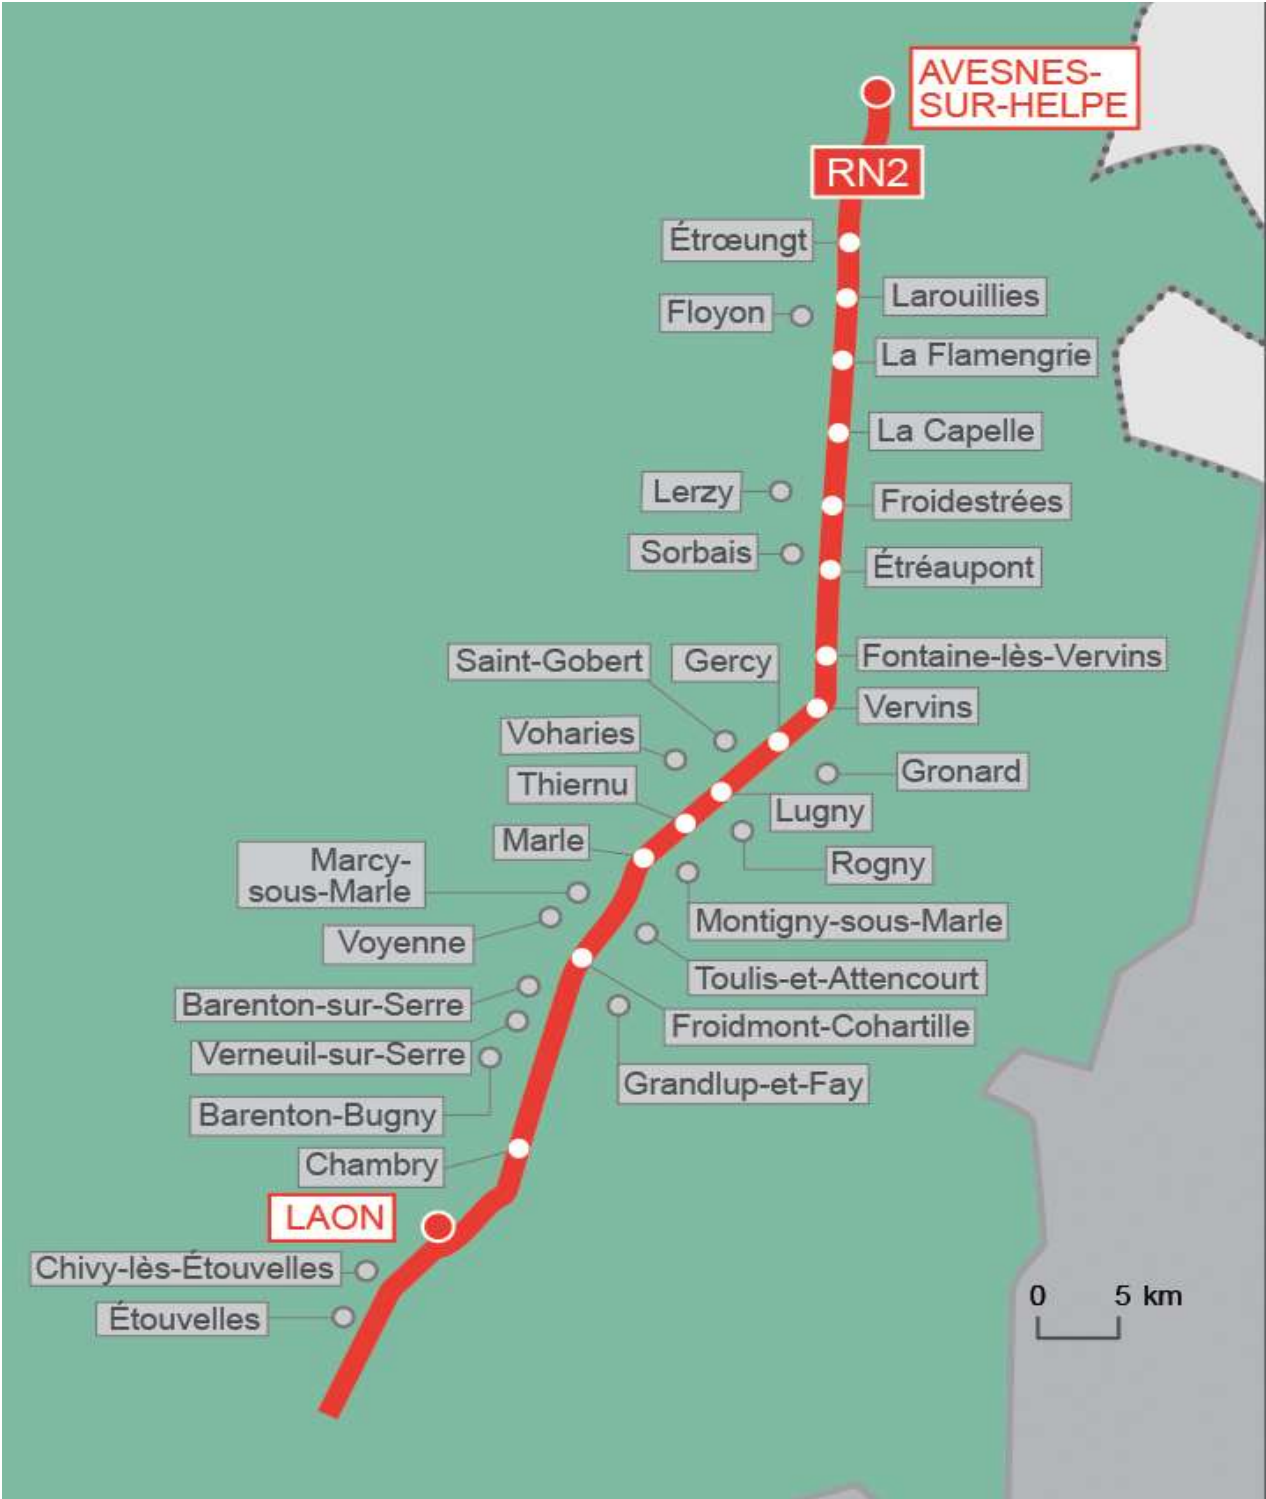 AVESNES-
SUR-HELPE
RN2
Étrœungt
Larouillies
Floyon
La Flamengrie
La Capelle
Lerzy
Froidestrées
Sorbais
Étréaupont
Saint-Gobert
Gercy
Fontaine-lès-Vervins
Vervins
Voharies
Gronard
Thiernu
Lugny
Marle
Marcy-
sous-Marle
Rogny
Montigny-sous-Marle
Voyenne
Toulis-et-Attencourt
Barenton-sur-Serre
Froidmont-Cohartille
Verneuil-sur-Serre
Grandlup-et-Fay
Barenton-Bugny
Chambry
LAON
Chivy-lès-Étouvelles
Étouvelles
0 5 km